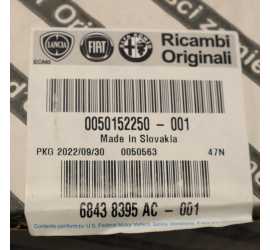 LANCIA FIAT
Ricambi
Originali
0050152250 - 001
Made in Slovakia
PKG 2022/09/30 0050563 47N
6843 8395 AC - 001